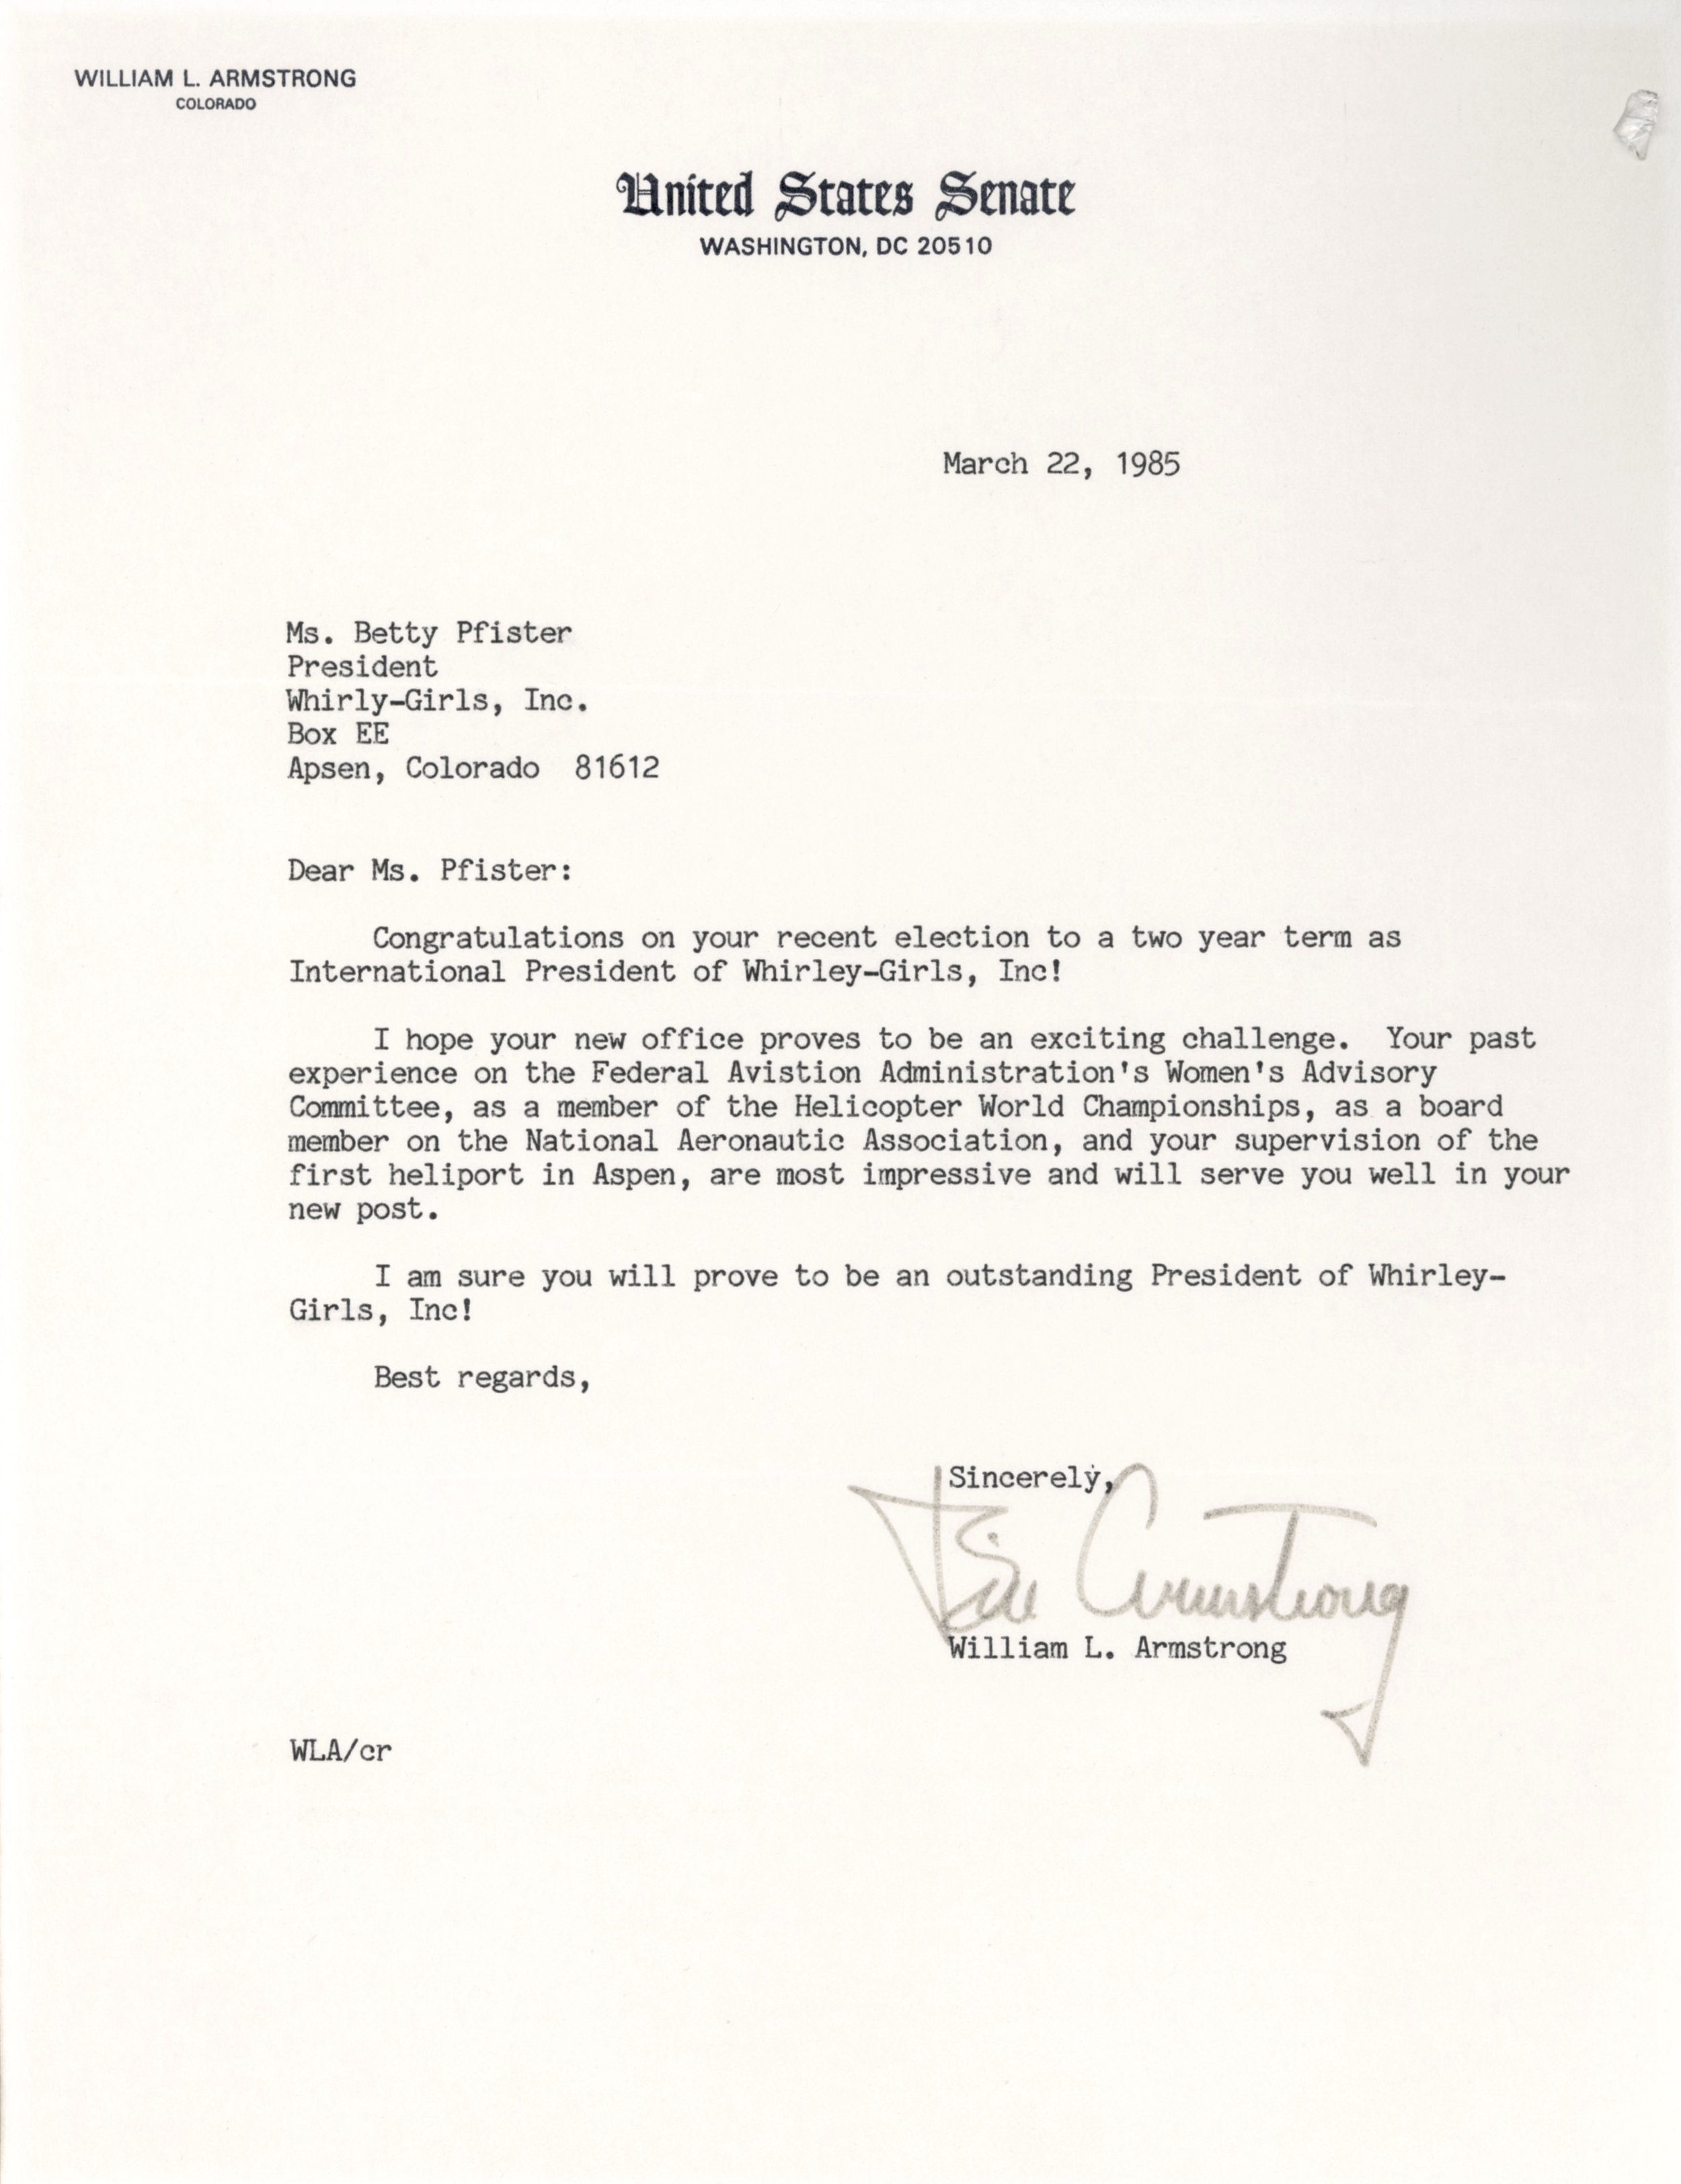 WILLIAM L. ARMSTRONG
COLORADO
United States Senate
WASHINGTON, DC 20510
March 22, 1985
Ms. Betty Pfister
President
Whirly-Girls, Inc.
Box EE
Apsen, Colorado  81612
Dear Ms. Pfister:
Congratulations on your recent election to a two year term as
International President of Whirley-Girls, Inc!
I hope your new office proves to be an exciting challenge.  Your past
experience on the Federal Avistion Administration's Women's Advisory
Committee, as a member of the Helicopter World Championships, as a board
member on the National Aeronautic Association, and your supervision of the
first heliport in Aspen, are most impressive and will serve you well in your
new post.
I am sure you will prove to be an outstanding President of Whirley-
Girls, Inc!
Best regards,
Sincerely,
Bill Armstrong
William L. Armstrong
WLA/cr